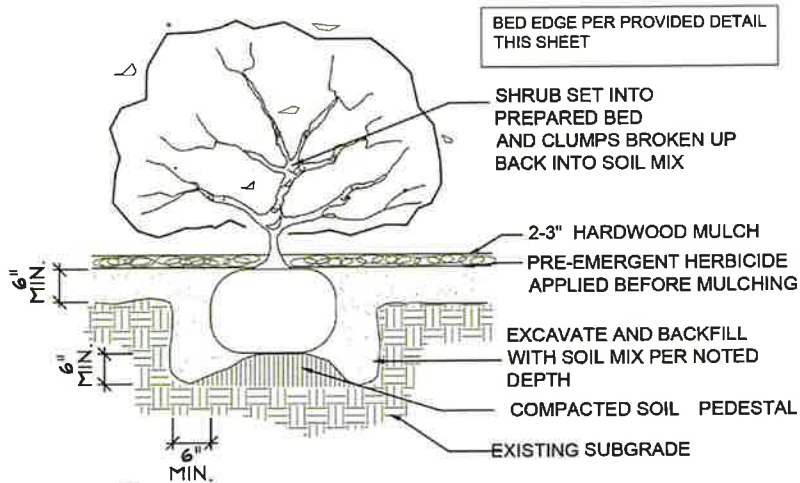 BED EDGE PER PROVIDED DETAIL
THIS SHEET
SHRUB SET INTO
PREPARED BED
AND CLUMPS BROKEN UP
BACK INTO SOIL MIX
2-3" HARDWOOD MULCH
PRE-EMERGENT HERBICIDE
APPLIED BEFORE MULCHING
6"
MIN.
EXCAVATE AND BACKFILL
WITH SOIL MIX PER NOTED
DEPTH
6"
MIN.
COMPACTED SOIL PEDESTAL
EXISTING SUBGRADE
6"
MIN.